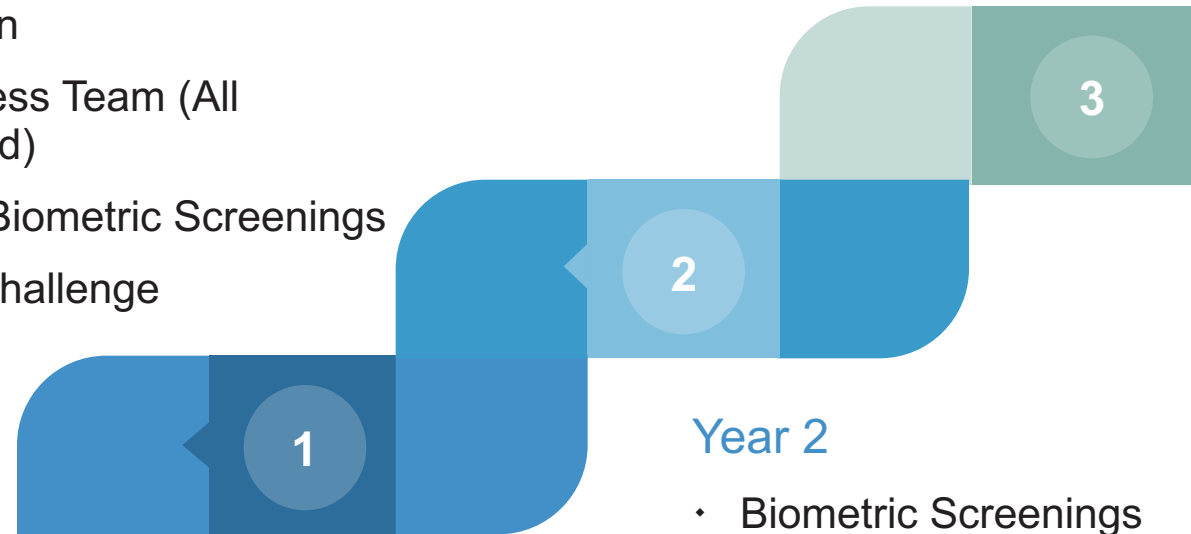 n
ess Team (All
d)
Biometric Screenings
hallenge
3
2
1
Year 2
· Biometric Screenings